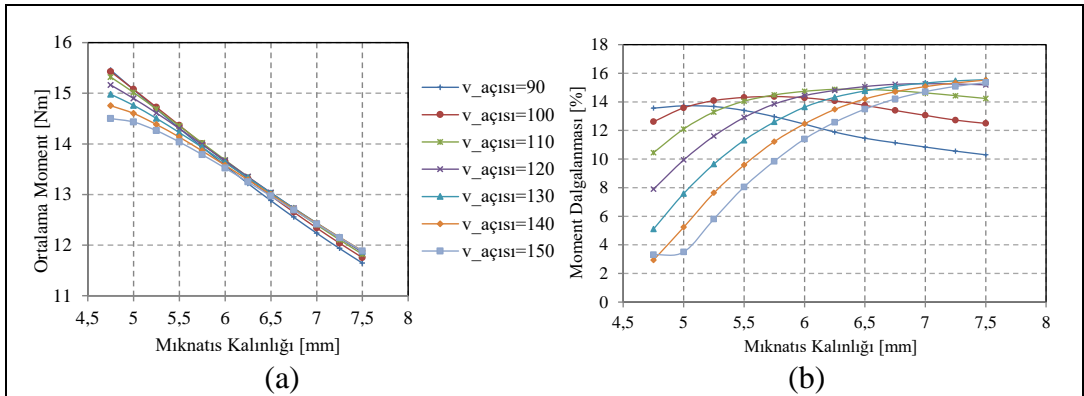 16
15
14
13
12
11
4,5 5 5,5 6 6,5 7 7,5 8
Ortalama Moment [Nm]
Mıknatıs Kalınlığı [mm]
(a)
v_açısı=90
v_açısı=100
v_açısı=110
v_açısı=120
v_açısı=130
v_açısı=140
v_açısı=150
18
16
14
12
10
8
6
4
2
0
4,5 5 5,5 6 6,5 7 7,5 8
Moment Dalgalanması [%]
Mıknatıs Kalınlığı [mm]
(b)